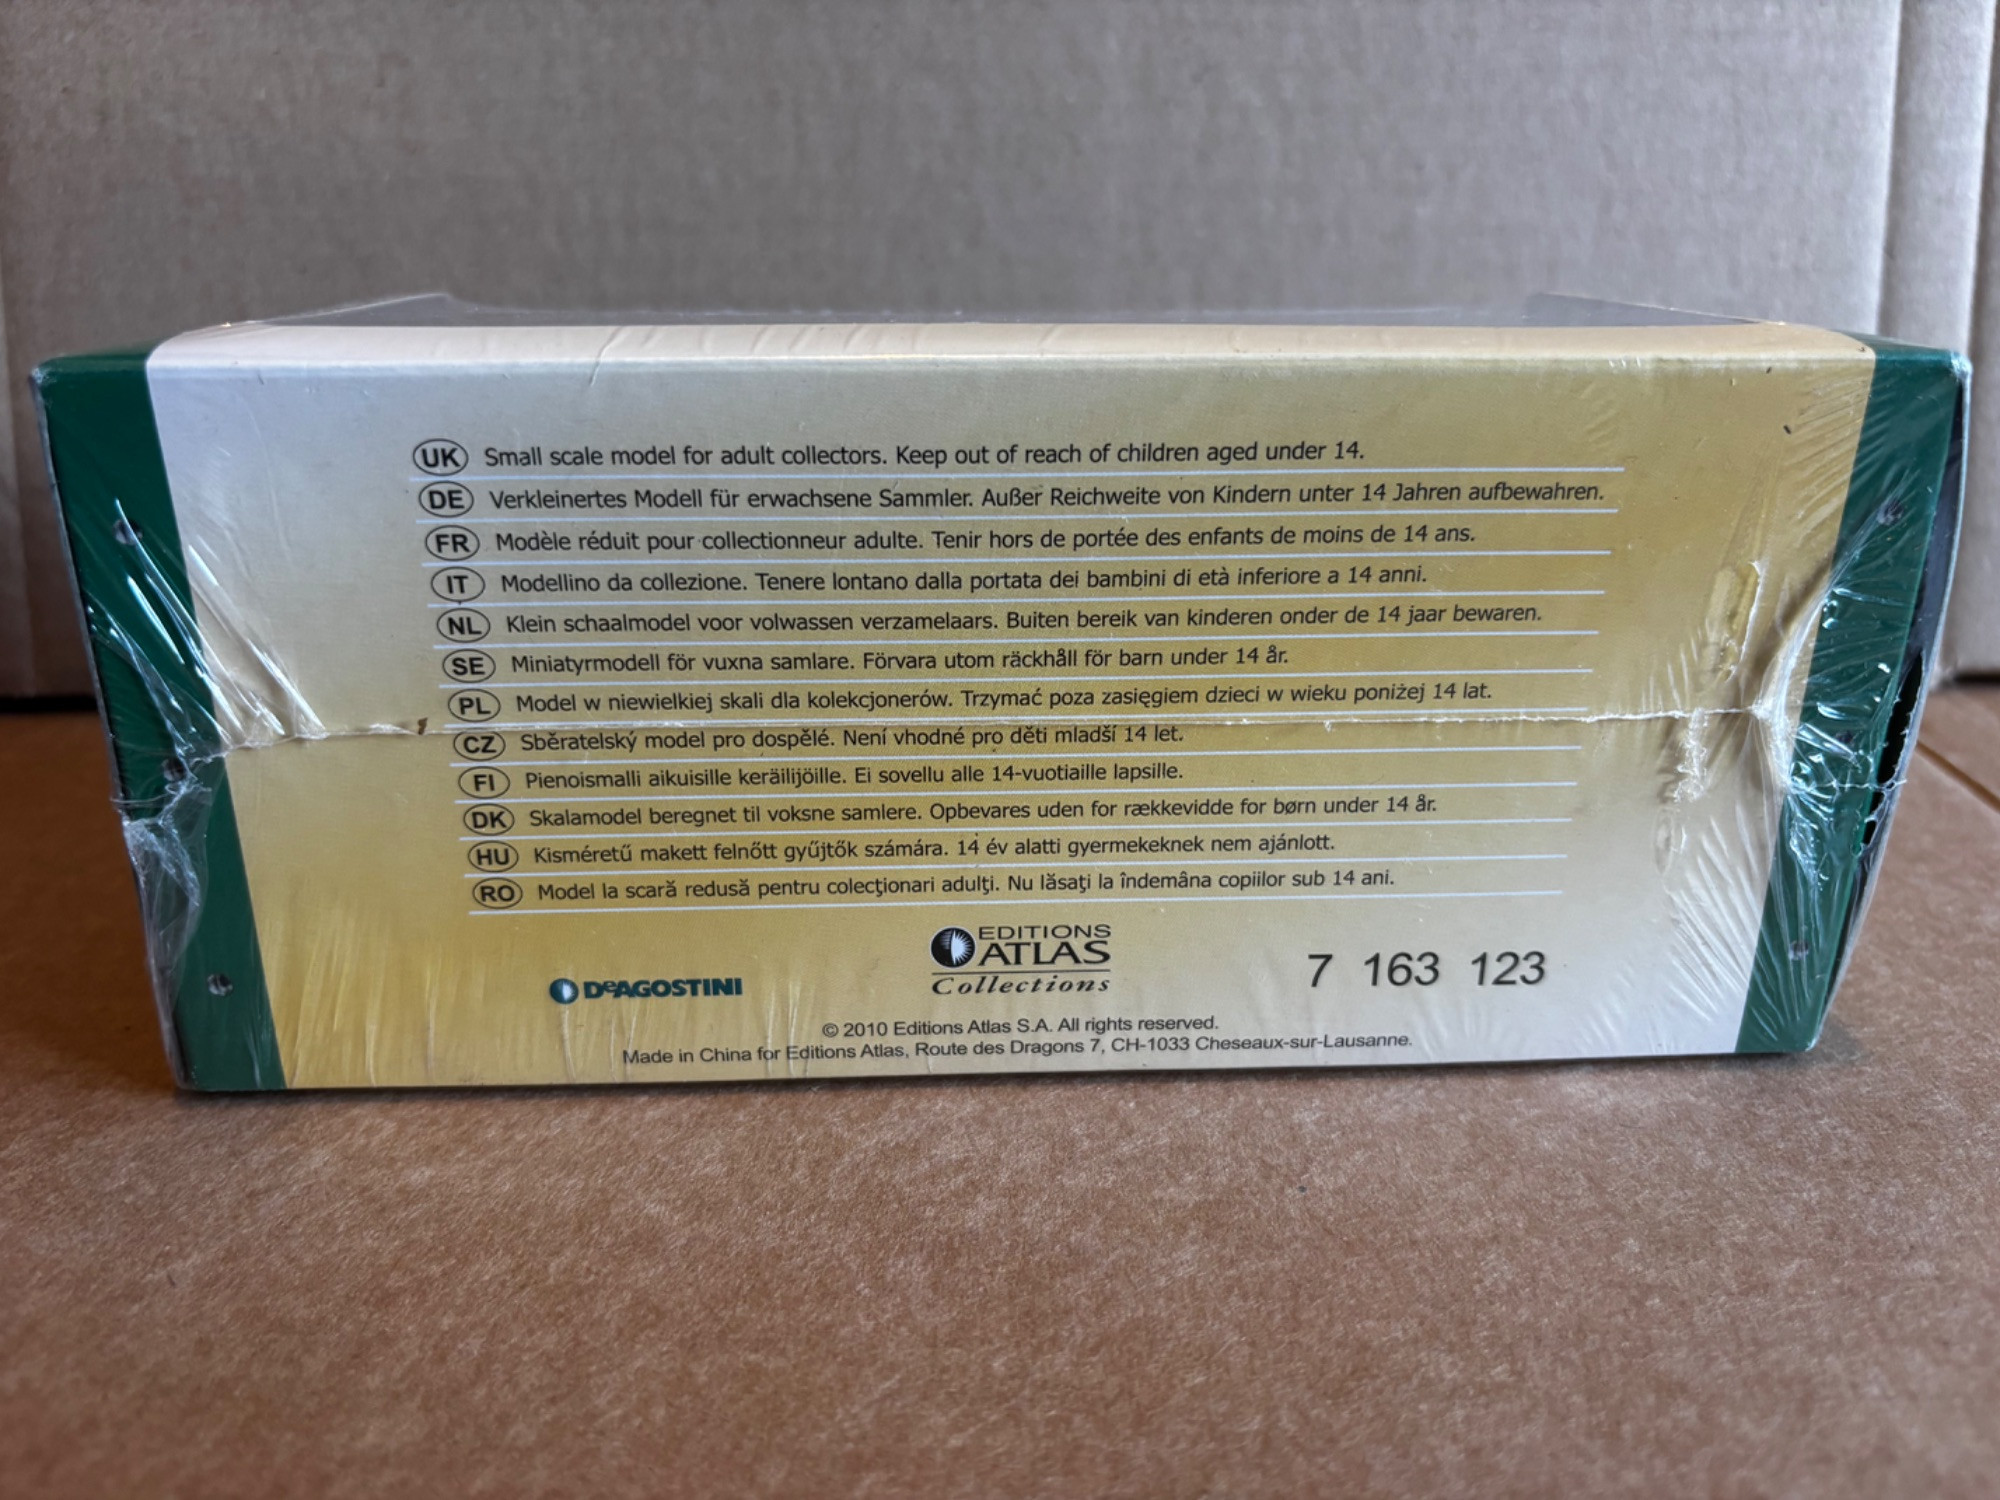 UK Small scale model for adult collectors. Keep out of reach of children aged under 14.
DE Verkleinertes Modell für erwachsene Sammler. Außer Reichweite von Kindern unter 14 Jahren aufbewahren.
FR Modèle réduit pour collectionneur adulte. Tenir hors de portée des enfants de moins de 14 ans.
IT Modellino da collezione. Tenere lontano dalla portata dei bambini di età inferiore a 14 anni.
NL Klein schaalmodel voor volwassen verzamelaars. Buiten bereik van kinderen onder de 14 jaar bewaren.
SE Miniatyrmodell för vuxna samlare. Förvara utom räckhåll för barn under 14 år.
PL Model w niewielkiej skali dla kolekcjonerów. Trzymać poza zasięgiem dzieci w wieku poniżej 14 lat.
CZ Sběratelský model pro dospělé. Není vhodné pro děti mladší 14 let.
FI Pienoismalli aikuisille keräilijöille. Ei sovellu alle 14-vuotiaille lapsille.
DK Skalamodel beregnet til voksne samlere. Opbevares uden for rækkevidde for børn under 14 år.
HU Kisméretű makett felnőtt gyűjtők számára. 14 év alatti gyermekeknek nem ajánlott.
RO Model la scară redusă pentru colecţionari adulţi. Nu lăsaţi la îndemâna copiilor sub 14 ani.
DeAGOSTINI
EDITIONS
ATLAS
Collections
7 163 123
© 2010 Editions Atlas S.A. All rights reserved.
Made in China for Editions Atlas, Route des Dragons 7, CH-1033 Cheseaux-sur-Lausanne.